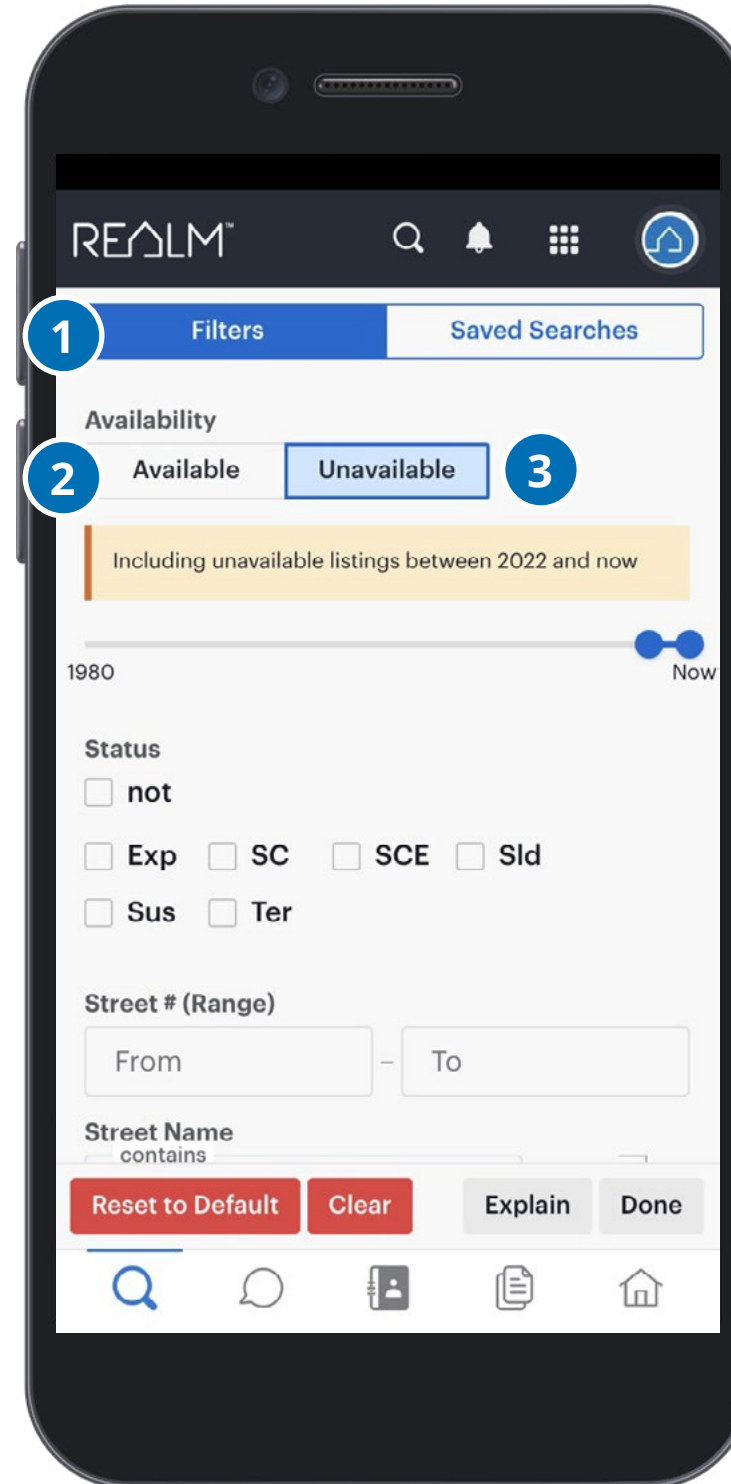 REALM™
1 Filters Saved Searches
Availability
2 Available Unavailable 3
Including unavailable listings between 2022 and now
1980 Now
Status
not
Exp SC SCE Sld
Sus Ter
Street # (Range)
From – To
Street Name
contains
Reset to Default Clear Explain Done